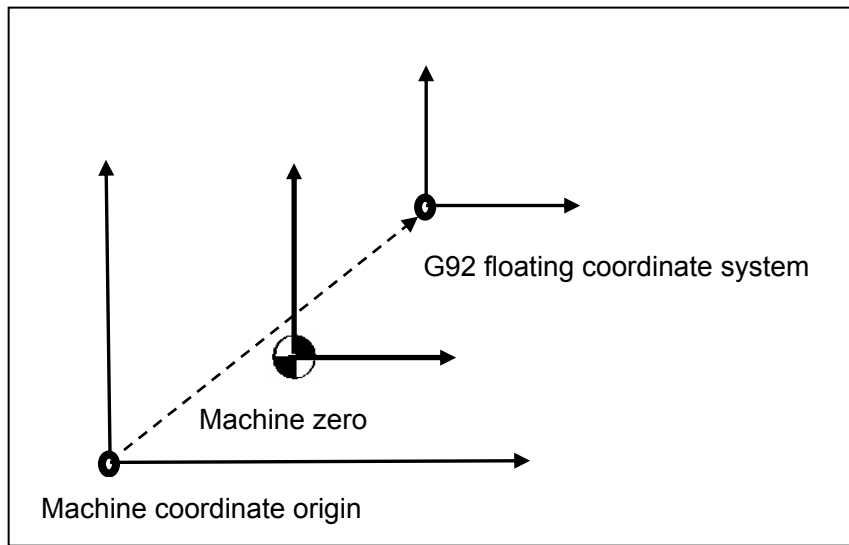 G92 floating coordinate system
Machine zero
Machine coordinate origin